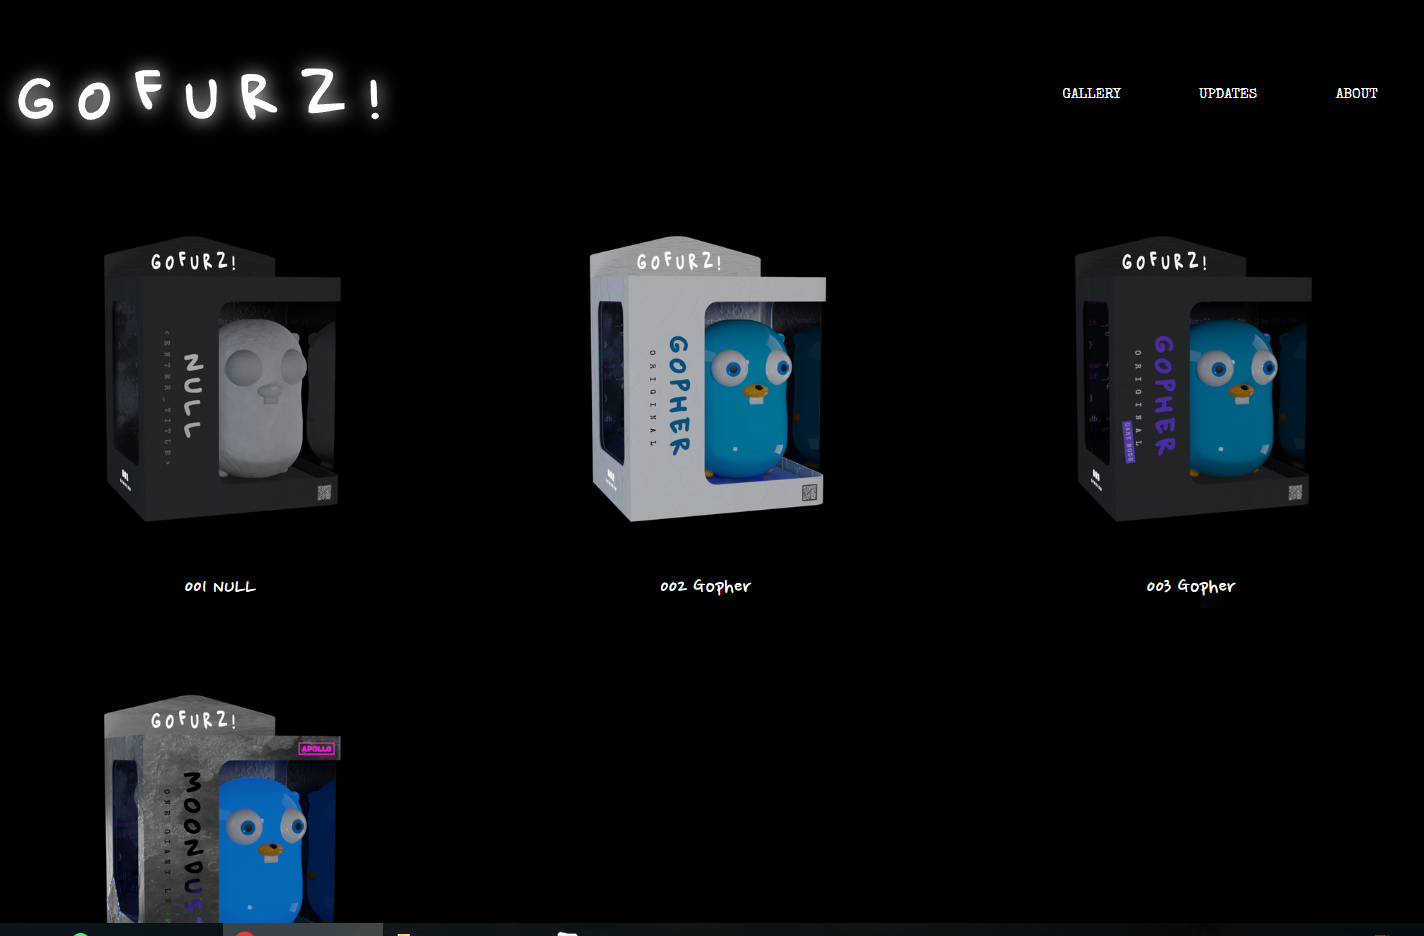 GOFURZ!
GALLERY
UPDATES
ABOUT
GOFURZ!
<ENTER_TITLE>
NULL
001
GOFURZ!
ORIGINAL
GOPHER
GOFURZ!
ORIGINAL
GOPHER
DARK MODE
001 NULL
002 Gopher
003 Gopher
GOFURZ!
APOLLO
ONE GIANT
MOONDUS